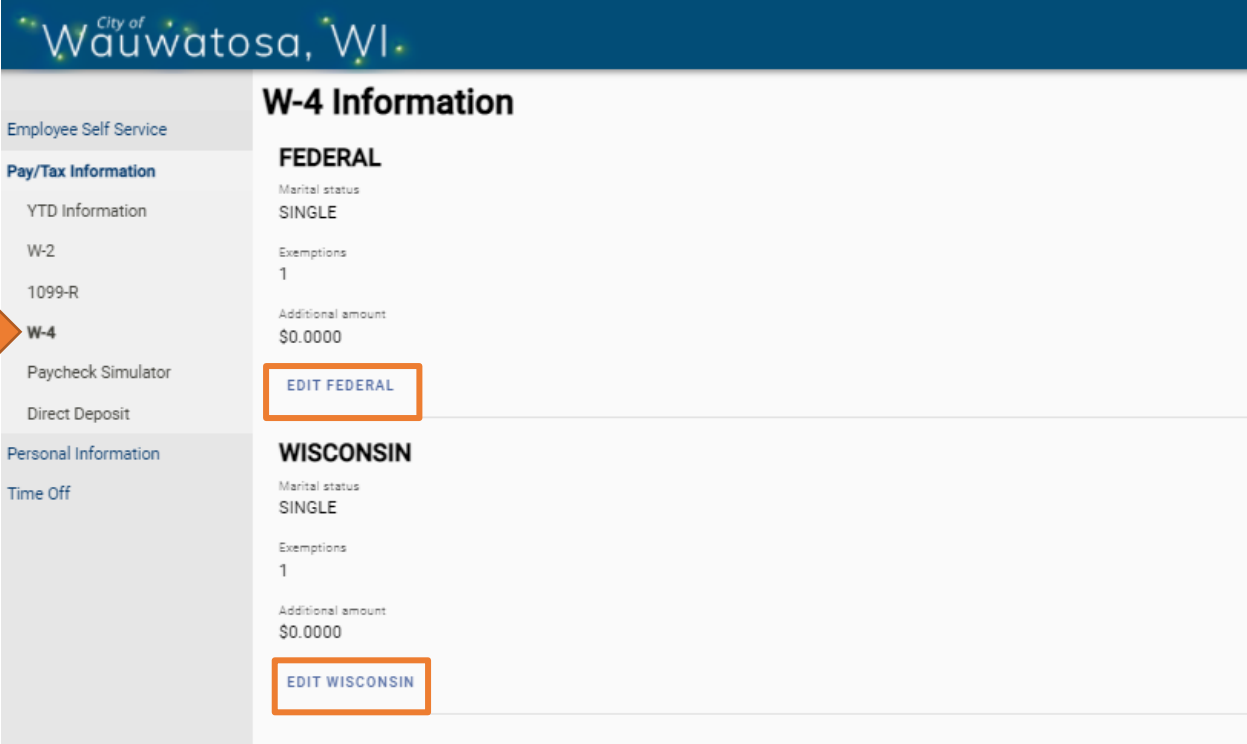 City of
Wauwatosa, WI
Employee Self Service
Pay/Tax Information
YTD Information
W-2
1099-R
W-4
Paycheck Simulator
Direct Deposit
Personal Information
Time Off
W-4 Information
FEDERAL
Marital status
SINGLE
Exemptions
1
Additional amount
$0.0000
EDIT FEDERAL
WISCONSIN
Marital status
SINGLE
Exemptions
1
Additional amount
$0.0000
EDIT WISCONSIN